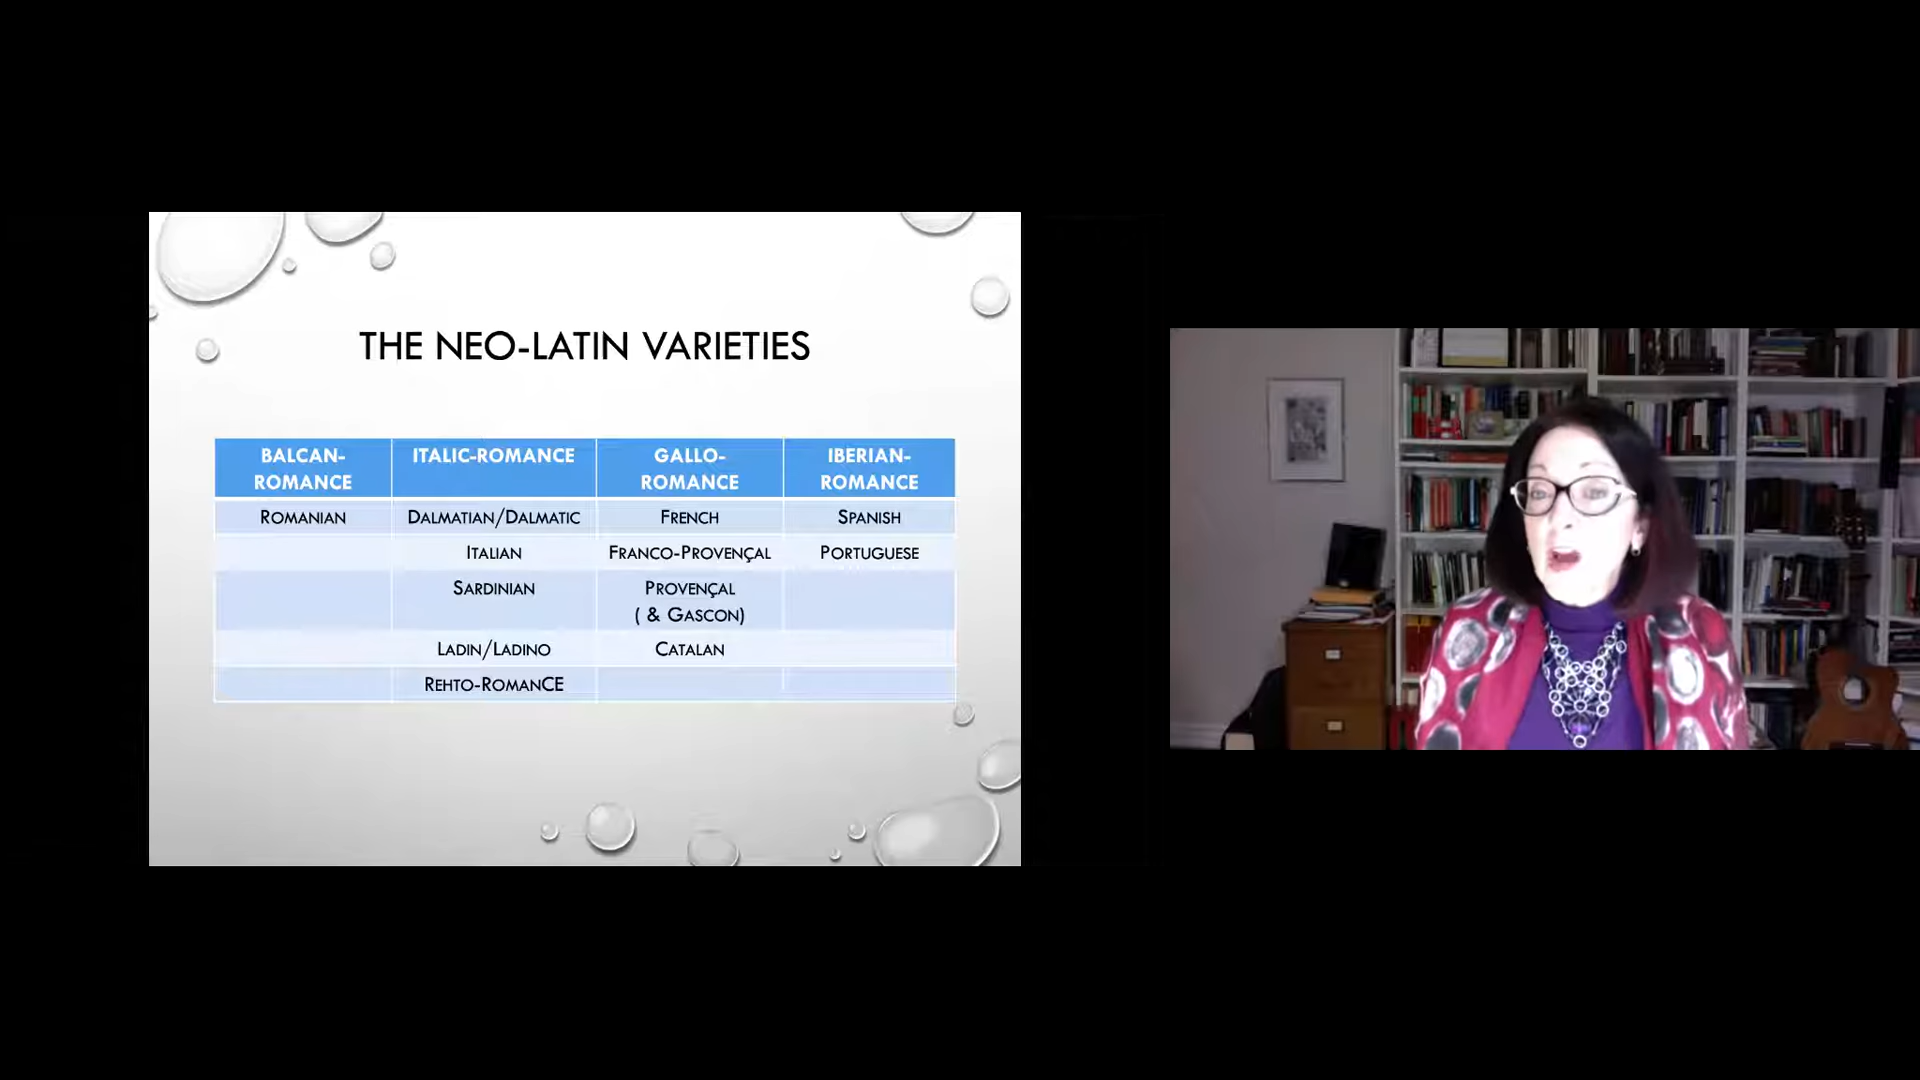 THE NEO-LATIN VARIETIES
BALCAN-
ROMANCE
ITALIC-ROMANCE
GALLO-
ROMANCE
IBERIAN-
ROMANCE
ROMANIAN
DALMATIAN/DALMATIC
FRENCH
SPANISH
ITALIAN
FRANCO-PROVENÇAL
PORTUGUESE
SARDINIAN
PROVENÇAL
( & GASCON)
LADIN/LADINO
CATALAN
REHTO-ROMANCE